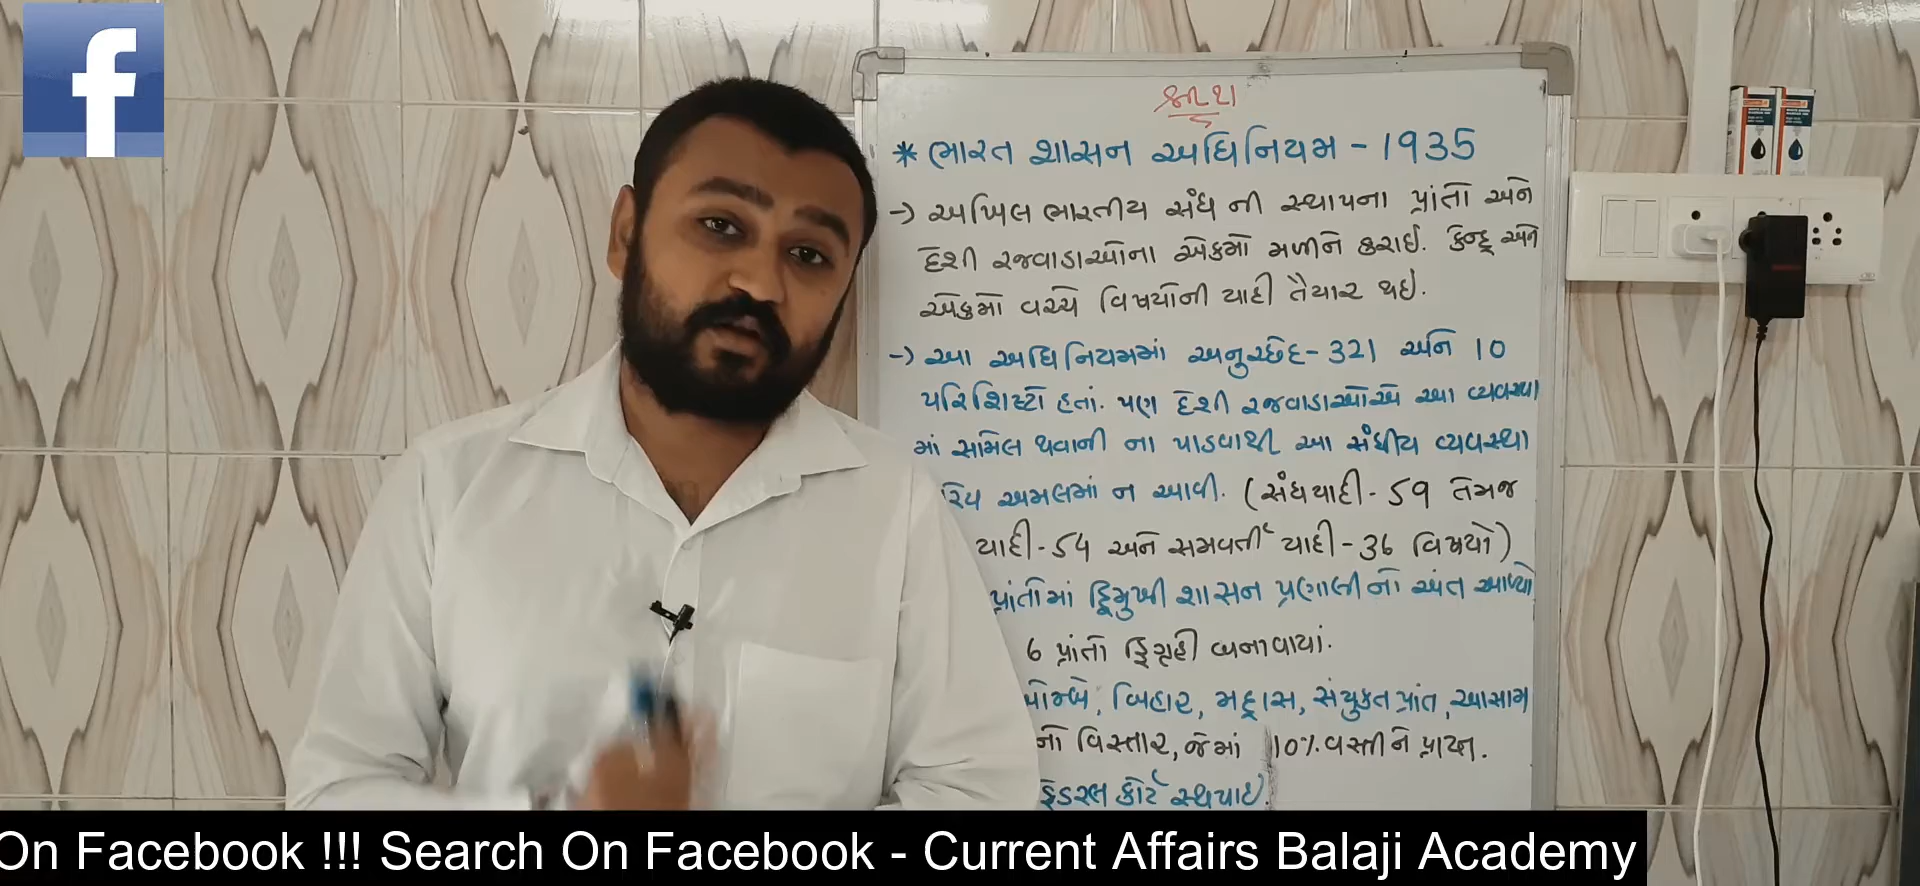 * ભારત શાસન અધિનિયમ - 1935
-> અખિલ ભારતીય સંઘ ની સ્થાપના પ્રાંતો અને
દેશી રજવાડાઓના એકમો મળીને કરાઈ. કેન્દ્ર અને
એકમો વચ્ચે વિષયોની યાદી તૈયાર થઇ.
-> આ અધિનિયમમાં અનુચ્છેદ - 321 અને 10
પરિશિષ્ટો હતાં. પણ દેશી રજવાડાઓએ આ વ્યવસ્થા
માં સામિલ થવાની ના પાડવાથી આ સંઘીય વ્યવસ્થા
અમલમાં ન આવી. (સંઘયાદી - 59 તેમજ
યાદી - 54 અને સમવર્તી યાદી - 36 વિષયો)
પ્રાંતોમાં દ્વિમુખી શાસન પ્રણાલીનો અંત આવ્યો
6 પ્રાંતો દ્વિગૃહી બનાવાયાં.
બોમ્બે, બિહાર, મદ્રાસ, સંયુક્ત પ્રાંત, આસામ
નો વિસ્તાર, જેમાં 10% વસ્તીને પ્રાપ્ત.
ફેડરલ કોર્ટ સ્થપાઈ.
On Facebook !!! Search On Facebook - Current Affairs Balaji Academy